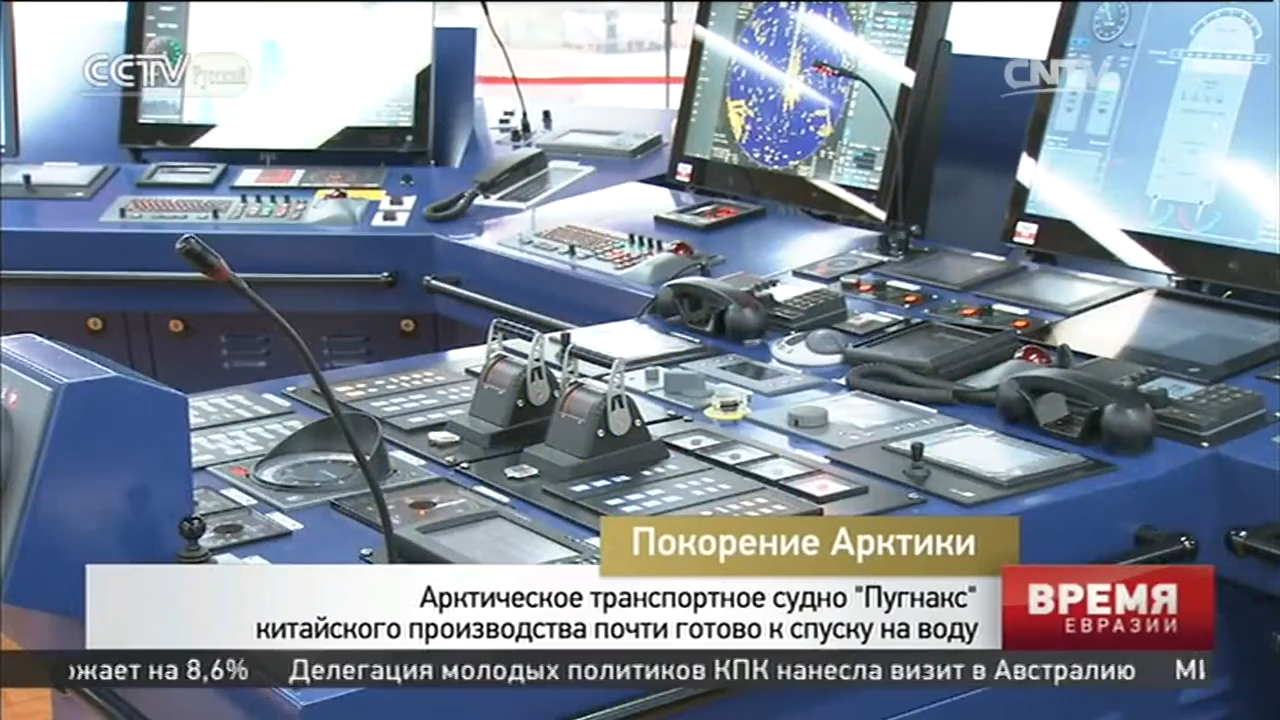 CCTV Русский
CNTV
Покорение Арктики
Арктическое транспортное судно "Пугнакс"
китайского производства почти готово к спуску на воду
ВРЕМЯ
ЕВРАЗИИ
на 8,6% Делегация молодых политиков КПК нанесла визит в Австралию